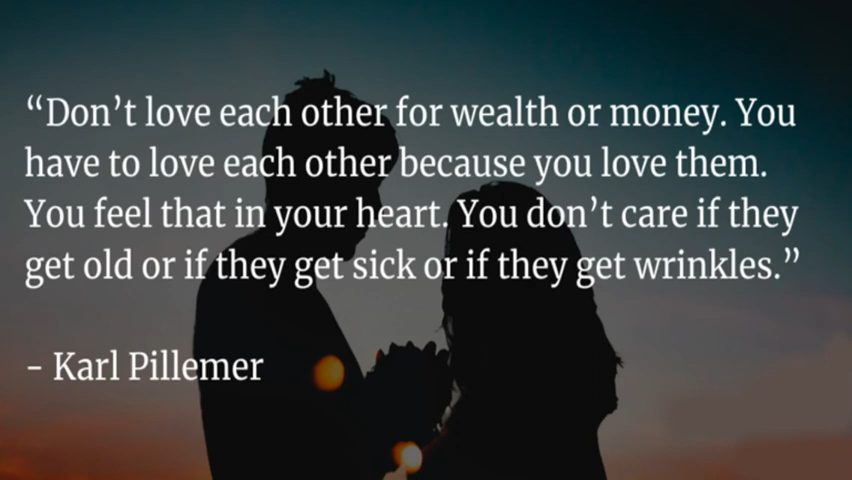 “Don’t love each other for wealth or money. You
have to love each other because you love them.
You feel that in your heart. You don’t care if they
get old or if they get sick or if they get wrinkles.”
- Karl Pillemer